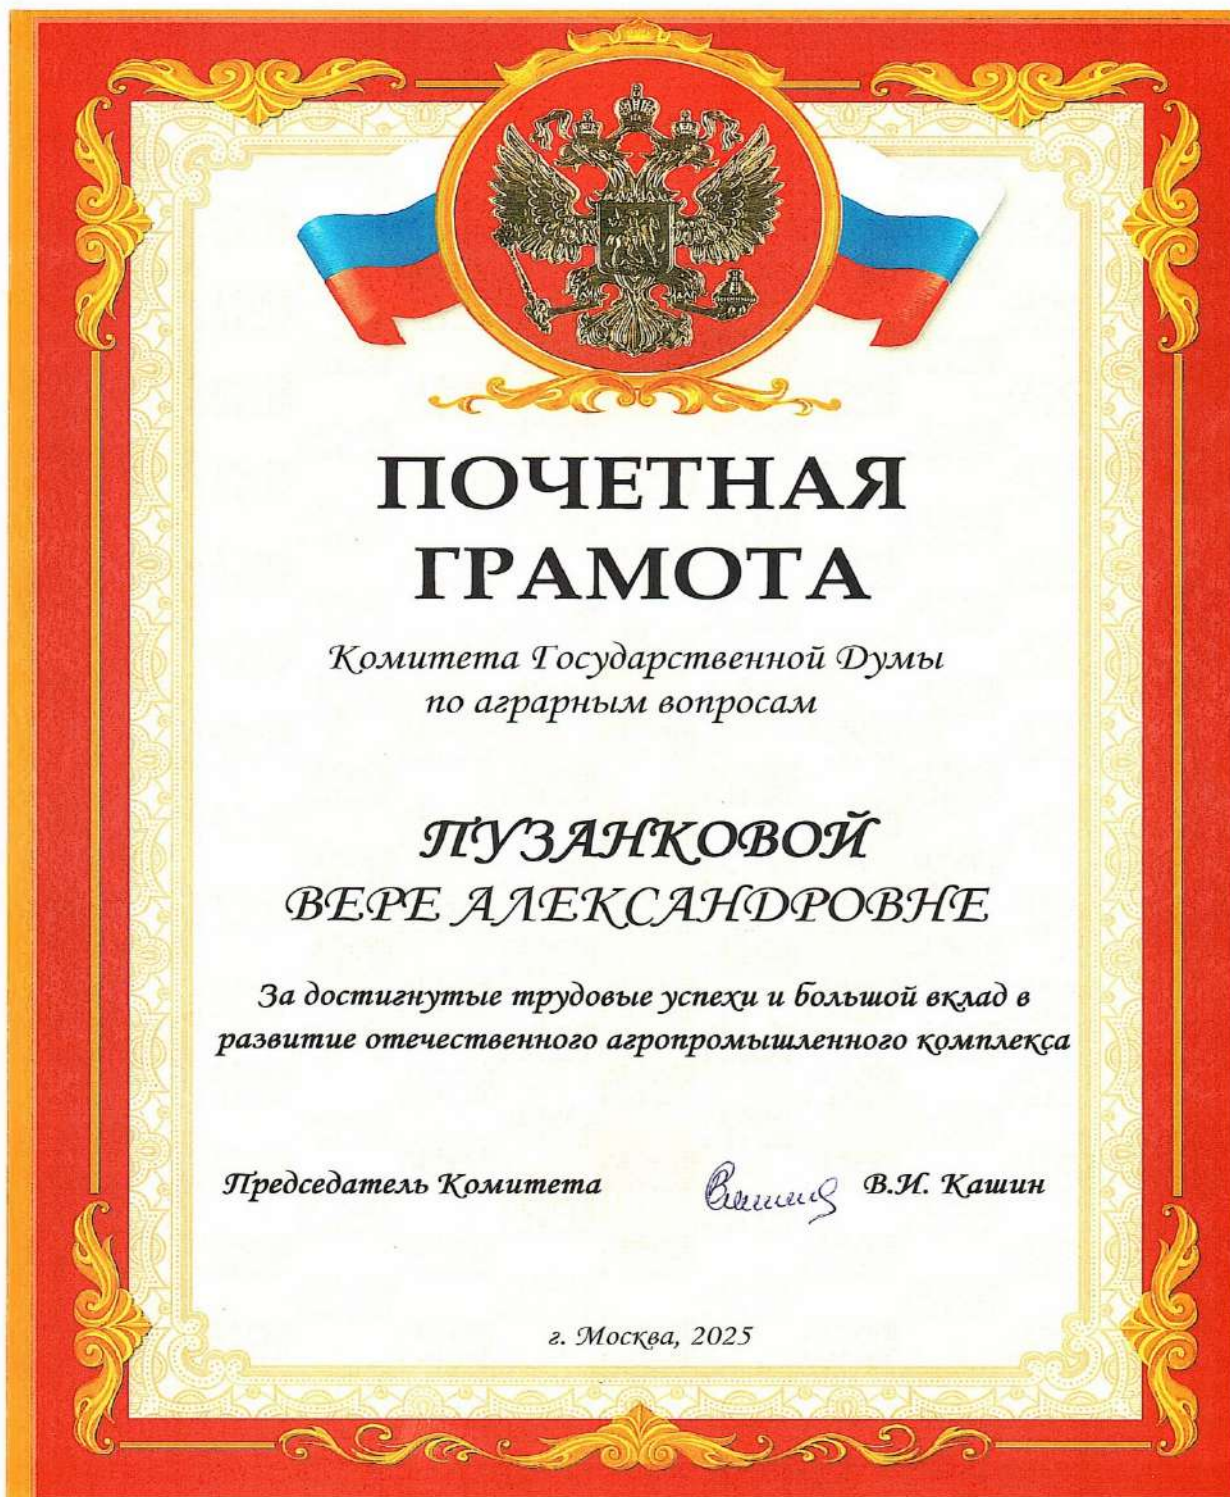 ПОЧЕТНАЯ
ГРАМОТА
Комитета Государственной Думы
по аграрным вопросам
ПУЗАНКОВОЙ
ВЕРЕ АЛЕКСАНДРОВНЕ
За достигнутые трудовые успехи и большой вклад в
развитие отечественного агропромышленного комплекса
Председатель Комитета В.И. Кашин
г. Москва, 2025